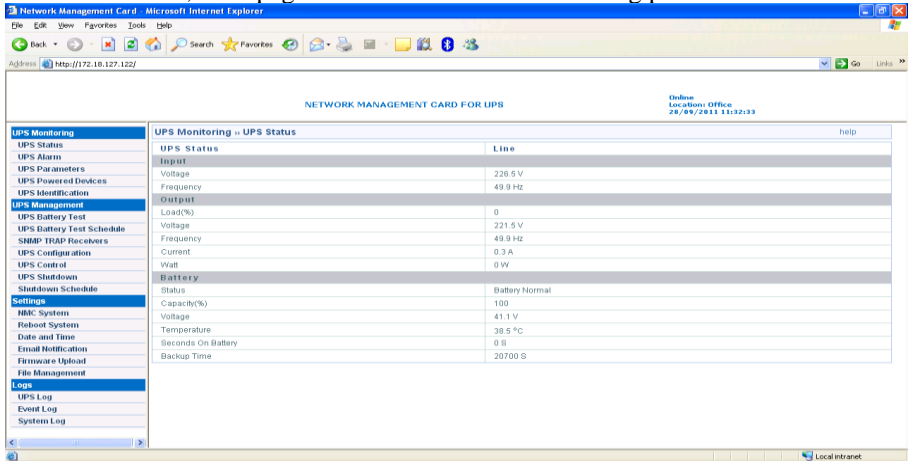 Network Management Card - Microsoft Internet Explorer
File Edit View Favorites Tools Help
Back Search Favorites
Address http://172.18.127.122/ Go Links »
NETWORK MANAGEMENT CARD FOR UPS
Online
Location: Office
28/09/2011 11:32:33
UPS Monitoring
UPS Status
UPS Alarm
UPS Parameters
UPS Powered Devices
UPS Identification
UPS Management
UPS Battery Test
UPS Battery Test Schedule
SNMP TRAP Receivers
UPS Configuration
UPS Control
UPS Shutdown
Shutdown Schedule
Settings
NMC System
Reboot System
Date and Time
Email Notification
Firmware Upload
File Management
Logs
UPS Log
Event Log
System Log
UPS Monitoring » UPS Status help
UPS Status Line
Input
Voltage 226.5 V
Frequency 49.9 Hz
Output
Load(%) 0
Voltage 221.5 V
Frequency 49.9 Hz
Current 0.3 A
Watt 0 W
Battery
Status Battery Normal
Capacity(%) 100
Voltage 41.1 V
Temperature 38.5 °C
Seconds On Battery 0 S
Backup Time 20700 S
Local intranet